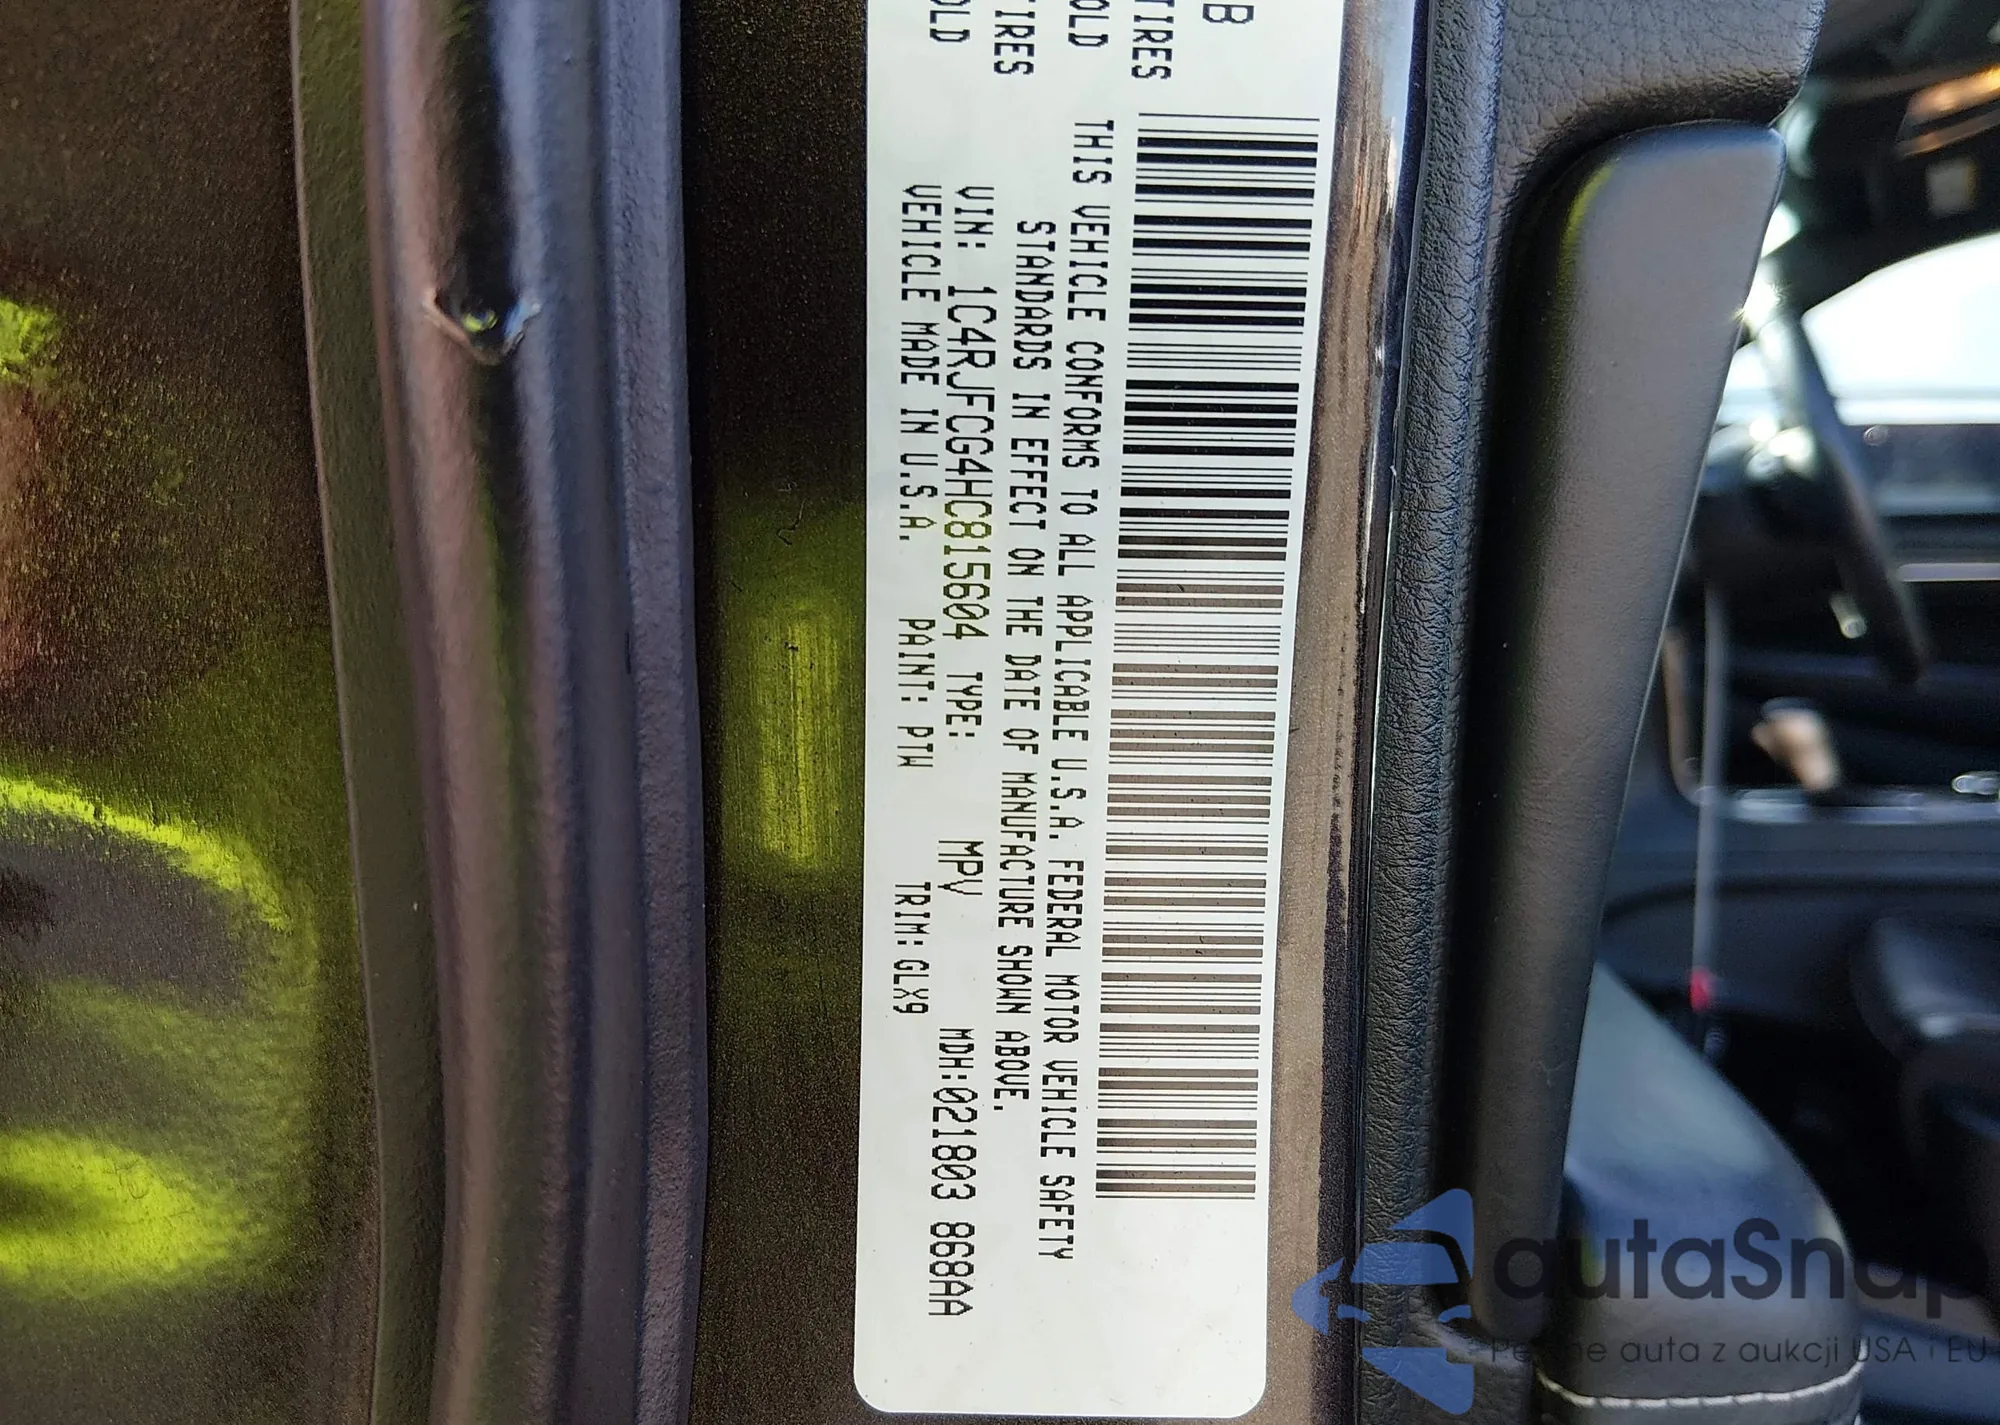 B
TIRES
OLD
TIRES
OLD
THIS VEHICLE CONFORMS TO ALL APPLICABLE U.S.A. FEDERAL MOTOR VEHICLE SAFETY
STANDARDS IN EFFECT ON THE DATE OF MANUFACTURE SHOWN ABOVE.
VIN: 1C4RJFCG4HC815604 TYPE: MPV MDH:021803 868AA
VEHICLE MADE IN U.S.A. PAINT: PTW TRIM: GLX9
autaSnap
Pewne auta z aukcji USA i EU